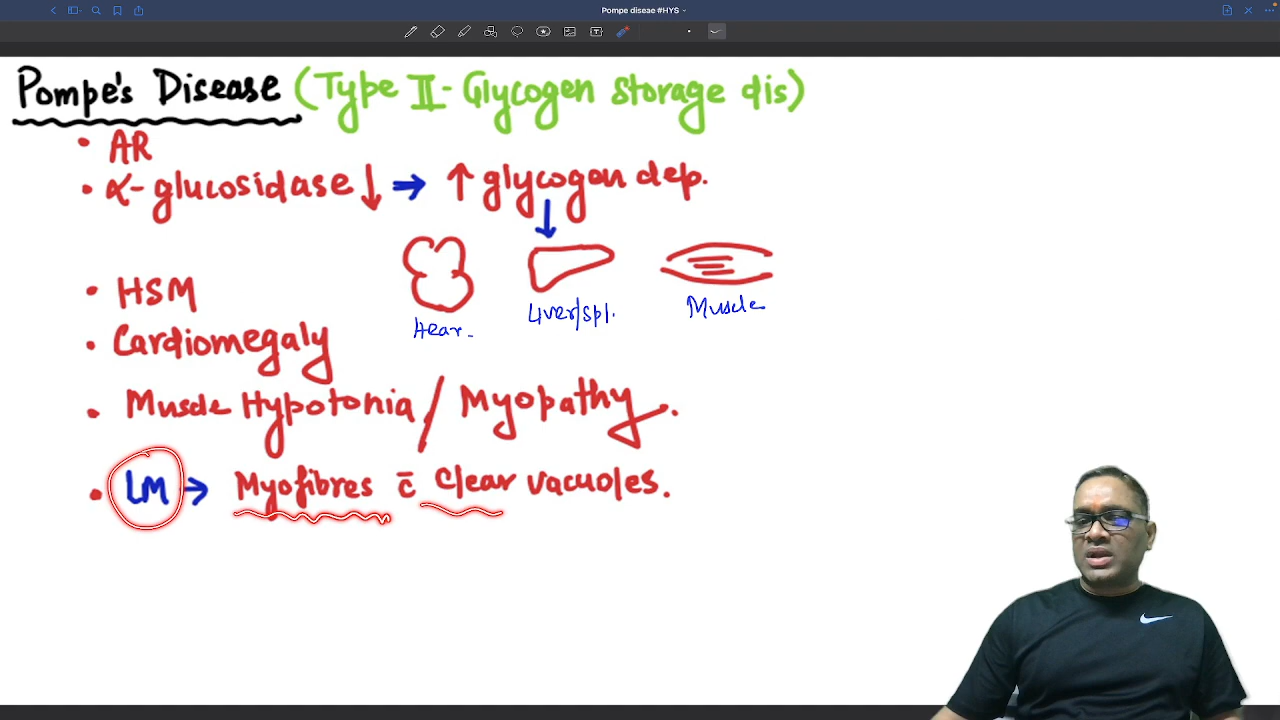 Pompe diseae #HYS
Pompe's Disease (Type II - Glycogen Storage dis)
• AR
• α-glucosidase ↓ → ↑ glycogen dep.
↓
Hear. Liver/Spl. Muscle
• HSM
• Cardiomegaly
• Muscle Hypotonia / Myopathy.
• LM → Myofibres c̄ Clear vacuoles.